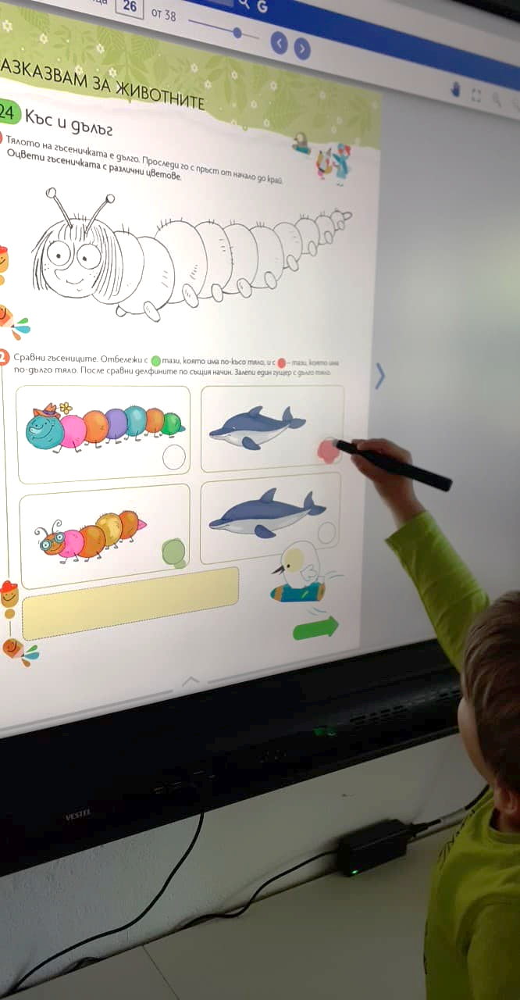 26 от 38
АЗКАЗВАМ ЗА ЖИВОТНИТЕ
24 Къс и дълъг
Тялото на гъсеничката е дълго. Проследи го с пръст от начало до край.
Оцвети гъсеничката с различни цветове.
2 Сравни гъсениците. Отбележи с тази, която има по-късо тяло, и с – тази, която има
по-дълго тяло. После сравни делфините по същия начин. Залепи един гущер с дълго тяло.
VESTEL